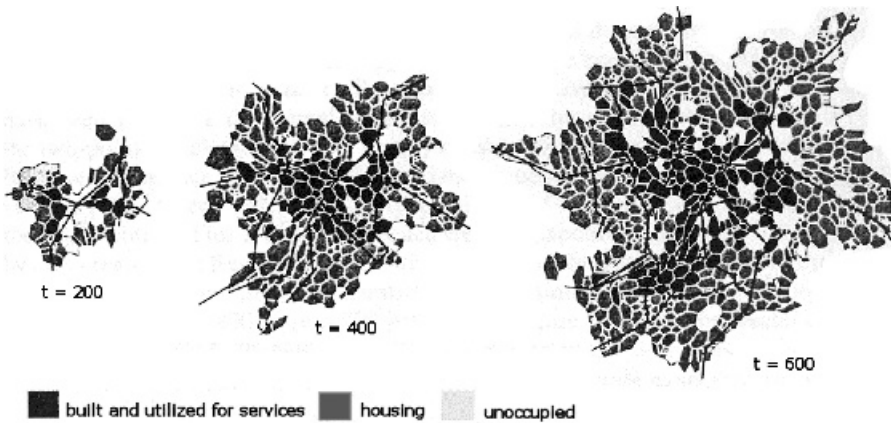 t = 200
t = 400
t = 600
built and utilized for services
housing
unoccupied